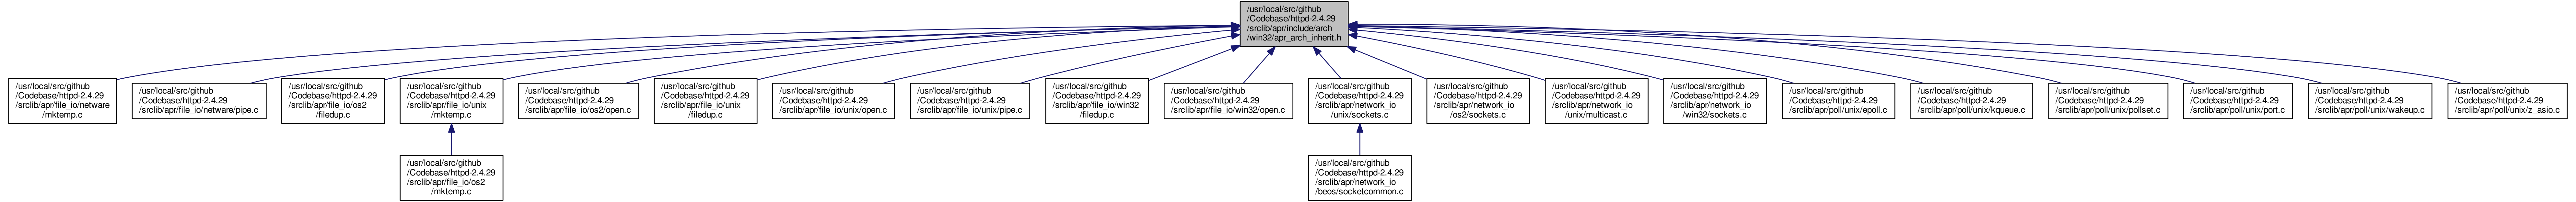 /usr/local/src/github
/Codebase/httpd-2.4.29
/srclib/apr/include/arch
/win32/apr_arch_inherit.h
/usr/local/src/github
/Codebase/httpd-2.4.29
/srclib/apr/file_io/netware
/mktemp.c
/usr/local/src/github
/Codebase/httpd-2.4.29
/srclib/apr/file_io/netware/pipe.c
/usr/local/src/github
/Codebase/httpd-2.4.29
/srclib/apr/file_io/os2
/filedup.c
/usr/local/src/github
/Codebase/httpd-2.4.29
/srclib/apr/file_io/unix
/mktemp.c
/usr/local/src/github
/Codebase/httpd-2.4.29
/srclib/apr/file_io/os2/open.c
/usr/local/src/github
/Codebase/httpd-2.4.29
/srclib/apr/file_io/unix
/filedup.c
/usr/local/src/github
/Codebase/httpd-2.4.29
/srclib/apr/file_io/unix/open.c
/usr/local/src/github
/Codebase/httpd-2.4.29
/srclib/apr/file_io/unix/pipe.c
/usr/local/src/github
/Codebase/httpd-2.4.29
/srclib/apr/file_io/win32
/filedup.c
/usr/local/src/github
/Codebase/httpd-2.4.29
/srclib/apr/file_io/win32/open.c
/usr/local/src/github
/Codebase/httpd-2.4.29
/srclib/apr/network_io
/unix/sockets.c
/usr/local/src/github
/Codebase/httpd-2.4.29
/srclib/apr/network_io
/os2/sockets.c
/usr/local/src/github
/Codebase/httpd-2.4.29
/srclib/apr/network_io
/unix/multicast.c
/usr/local/src/github
/Codebase/httpd-2.4.29
/srclib/apr/network_io
/win32/sockets.c
/usr/local/src/github
/Codebase/httpd-2.4.29
/srclib/apr/poll/unix/epoll.c
/usr/local/src/github
/Codebase/httpd-2.4.29
/srclib/apr/poll/unix/kqueue.c
/usr/local/src/github
/Codebase/httpd-2.4.29
/srclib/apr/poll/unix/pollset.c
/usr/local/src/github
/Codebase/httpd-2.4.29
/srclib/apr/poll/unix/port.c
/usr/local/src/github
/Codebase/httpd-2.4.29
/srclib/apr/poll/unix/wakeup.c
/usr/local/src/github
/Codebase/httpd-2.4.29
/srclib/apr/poll/unix/z_asio.c
/usr/local/src/github
/Codebase/httpd-2.4.29
/srclib/apr/file_io/os2
/mktemp.c
/usr/local/src/github
/Codebase/httpd-2.4.29
/srclib/apr/network_io
/beos/socketcommon.c